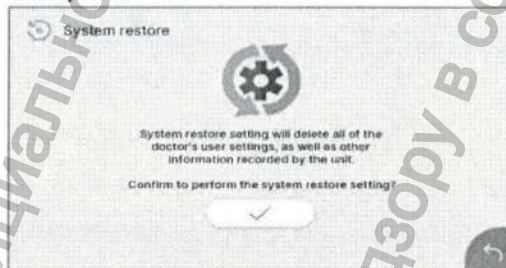 System restore
System restore setting will delete all of the
doctor's user settings, as well as other
information recorded by the unit.
Confirm to perform the system restore setting?